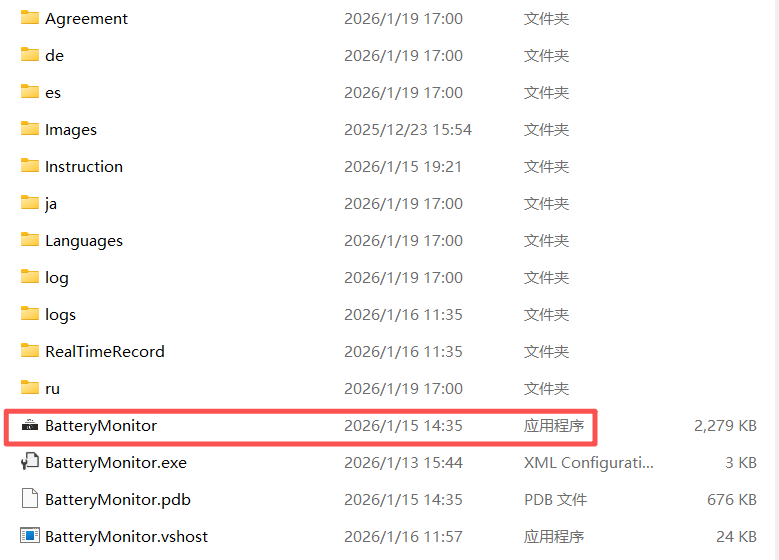 Agreement 2026/1/19 17:00 文件夹
de 2026/1/19 17:00 文件夹
es 2026/1/19 17:00 文件夹
Images 2025/12/23 15:54 文件夹
Instruction 2026/1/15 19:21 文件夹
ja 2026/1/19 17:00 文件夹
Languages 2026/1/19 17:00 文件夹
log 2026/1/19 17:00 文件夹
logs 2026/1/16 11:35 文件夹
RealTimeRecord 2026/1/16 11:35 文件夹
ru 2026/1/19 17:00 文件夹
BatteryMonitor 2026/1/15 14:35 应用程序 2,279 KB
BatteryMonitor.exe 2026/1/13 15:44 XML Configurati... 3 KB
BatteryMonitor.pdb 2026/1/15 14:35 PDB 文件 676 KB
BatteryMonitor.vshost 2026/1/16 11:57 应用程序 24 KB